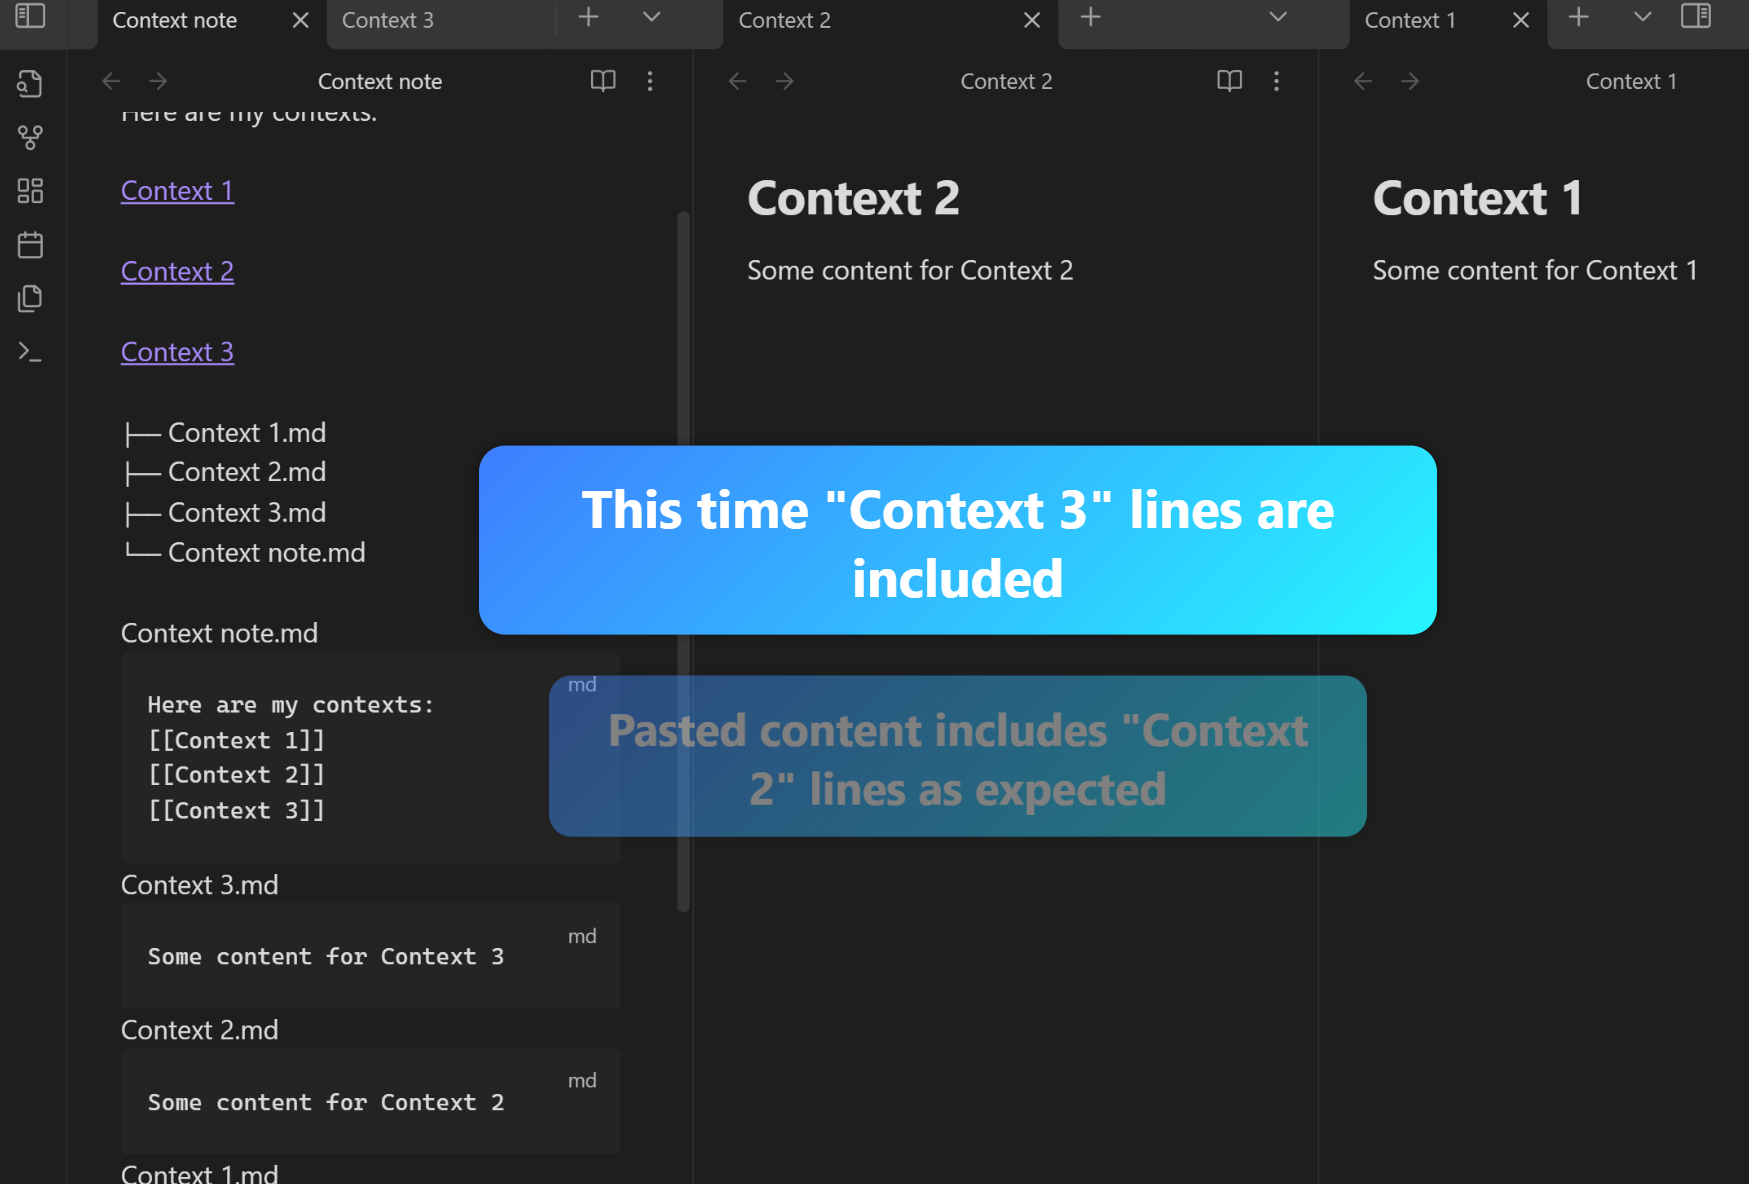 Context note
Context 3
Context 2
Context 1
Context note
Context 2
Context 1
Here are my contexts:
Context 1
Context 2
Context 3
├── Context 1.md
├── Context 2.md
├── Context 3.md
└── Context note.md
Context note.md
md
Here are my contexts:
[[Context 1]]
[[Context 2]]
[[Context 3]]
Context 3.md
md
Some content for Context 3
Context 2.md
md
Some content for Context 2
Context 1.md
Context 2
Some content for Context 2
Context 1
Some content for Context 1
This time "Context 3" lines are
included
Pasted content includes "Context
2" lines as expected